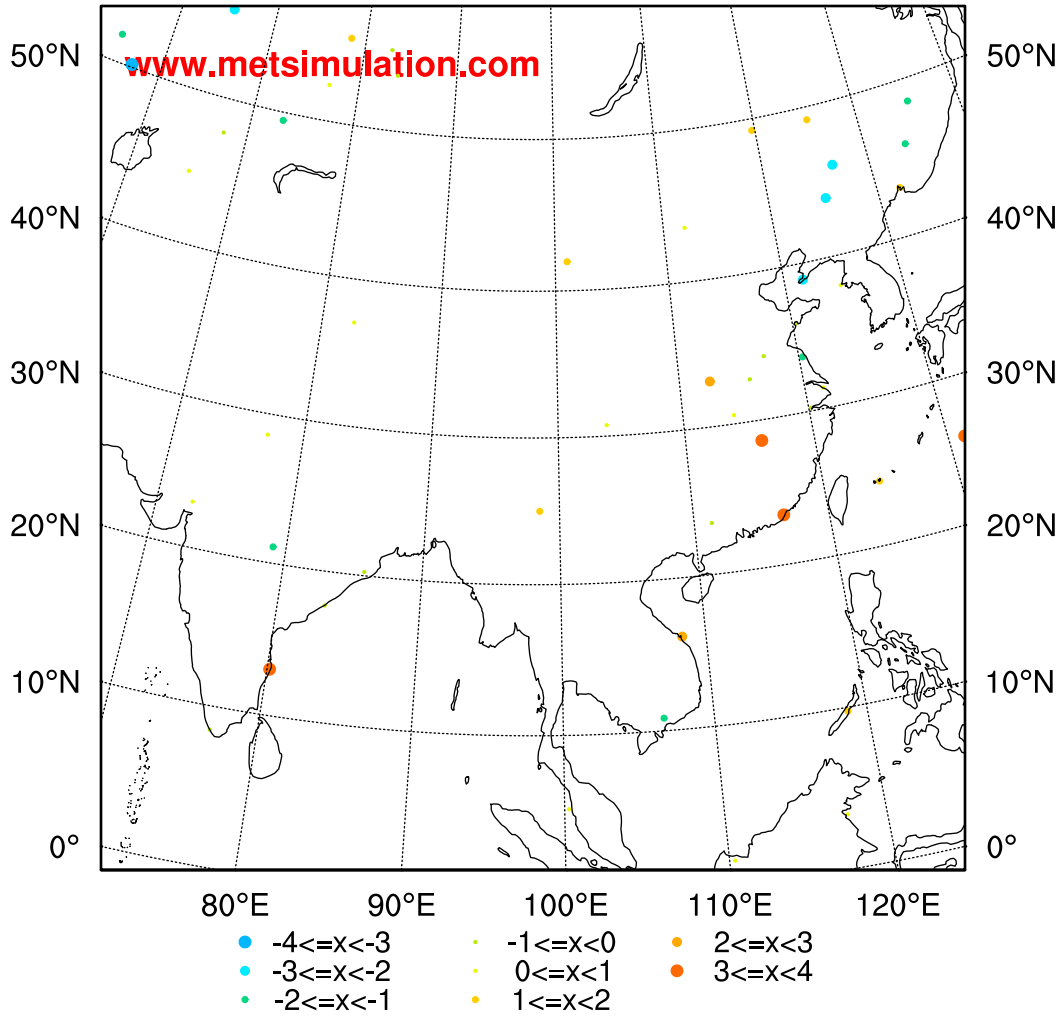 www.metsimulation.com
50°N 50°N
40°N 40°N
30°N 30°N
20°N 20°N
10°N 10°N
0° 0°
80°E 90°E 100°E 110°E 120°E
-4<=x<-3 -1<=x<0 2<=x<3
-3<=x<-2 0<=x<1 3<=x<4
-2<=x<-1 1<=x<2